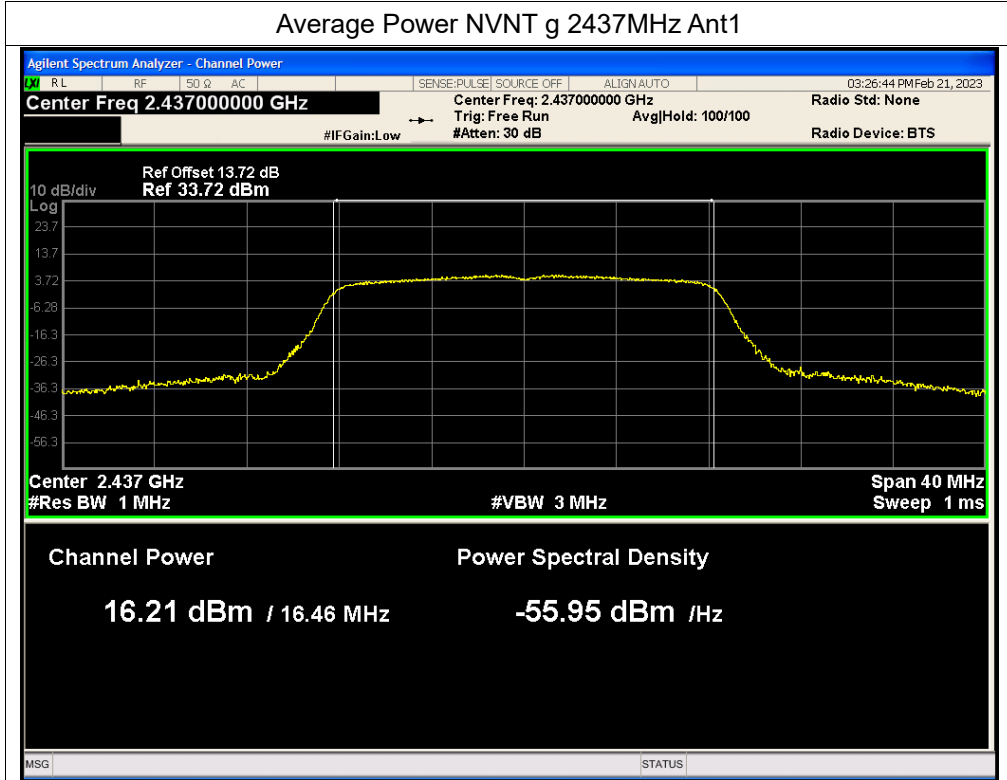 Average Power NVNT g 2437MHz Ant1
Agilent Spectrum Analyzer - Channel Power
LXI RL RF 50 Ω AC SENSE:PULSE SOURCE OFF ALIGN AUTO 03:26:44 PM Feb 21, 2023
Center Freq 2.437000000 GHz Center Freq: 2.437000000 GHz Radio Std: None
Trig: Free Run Avg|Hold: 100/100
#IFGain:Low #Atten: 30 dB Radio Device: BTS
Ref Offset 13.72 dB
10 dB/div Ref 33.72 dBm
Log
23.7
13.7
3.72
-6.28
-16.3
-26.3
-36.3
-46.3
-56.3
Center 2.437 GHz Span 40 MHz
#Res BW 1 MHz #VBW 3 MHz Sweep 1 ms
Channel Power Power Spectral Density
16.21 dBm / 16.46 MHz -55.95 dBm /Hz
MSG STATUS